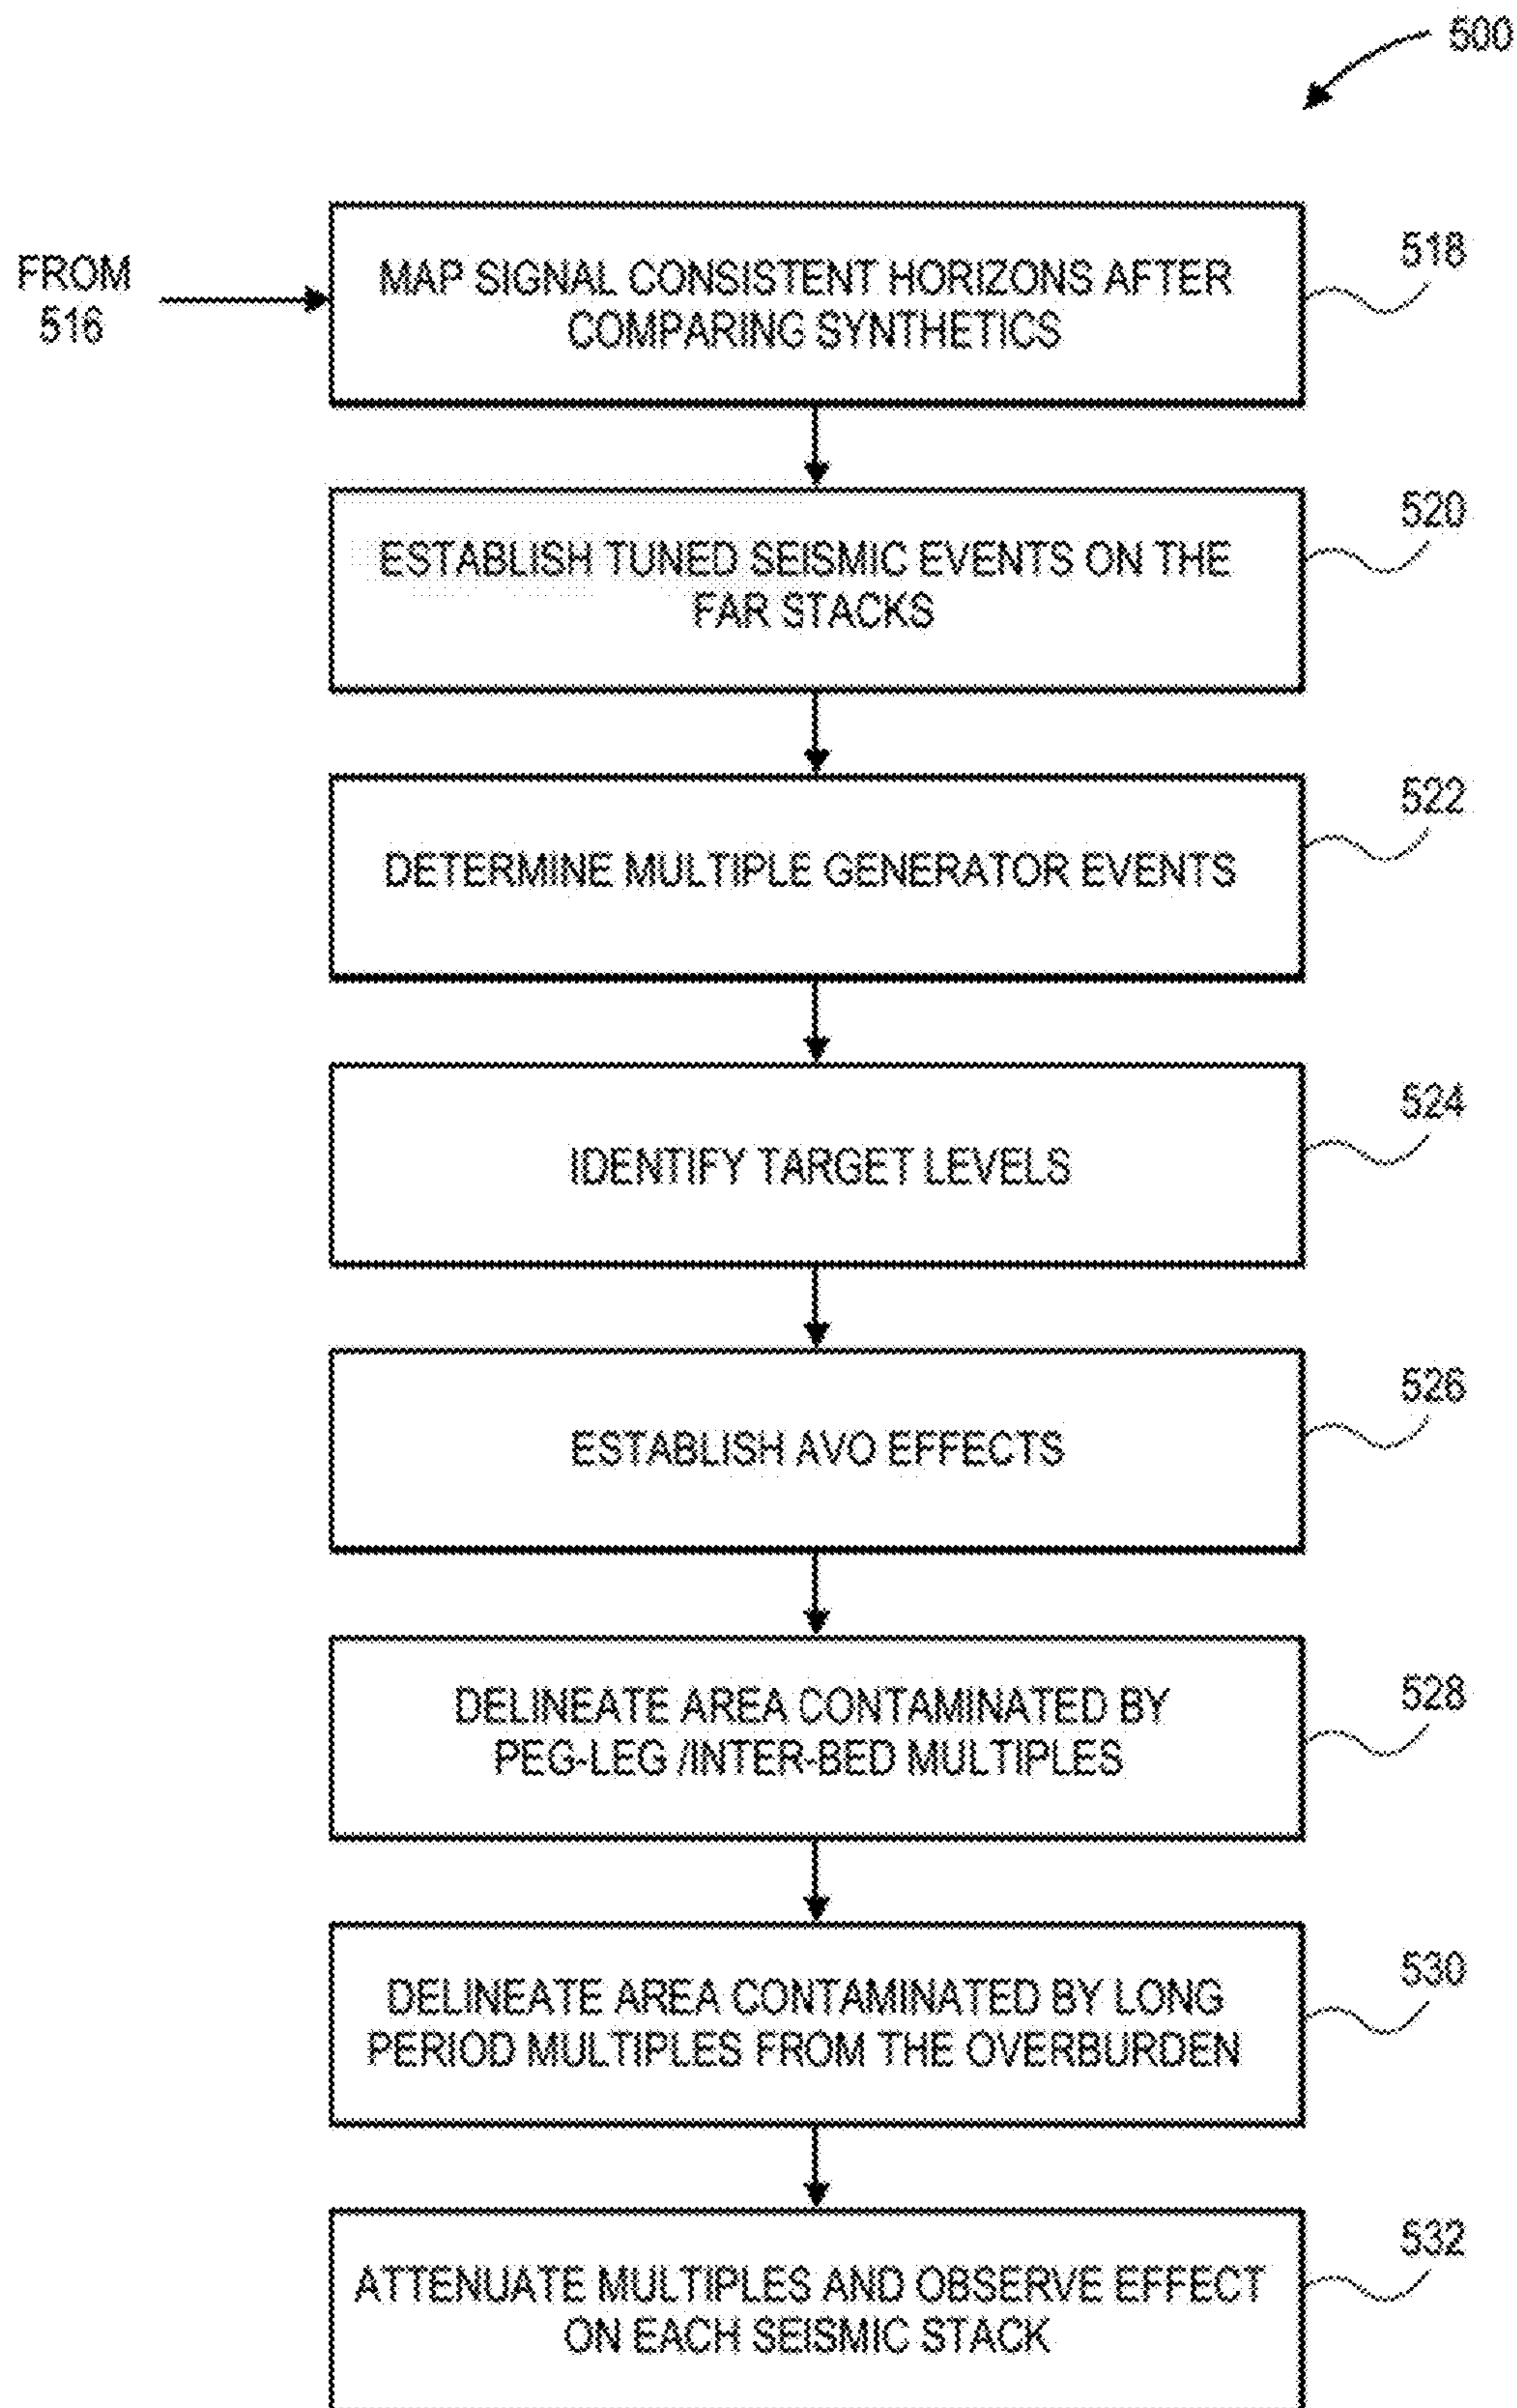 500
FROM
516
MAP SIGNAL CONSISTENT HORIZONS AFTER
COMPARING SYNTHETICS
518
ESTABLISH TUNED SEISMIC EVENTS ON THE
FAR STACKS
520
DETERMINE MULTIPLE GENERATOR EVENTS
522
IDENTIFY TARGET LEVELS
524
ESTABLISH AVO EFFECTS
526
DELINEATE AREA CONTAMINATED BY
PEG-LEG /INTER-BED MULTIPLES
528
DELINEATE AREA CONTAMINATED BY LONG
PERIOD MULTIPLES FROM THE OVERBURDEN
530
ATTENUATE MULTIPLES AND OBSERVE EFFECT
ON EACH SEISMIC STACK
532